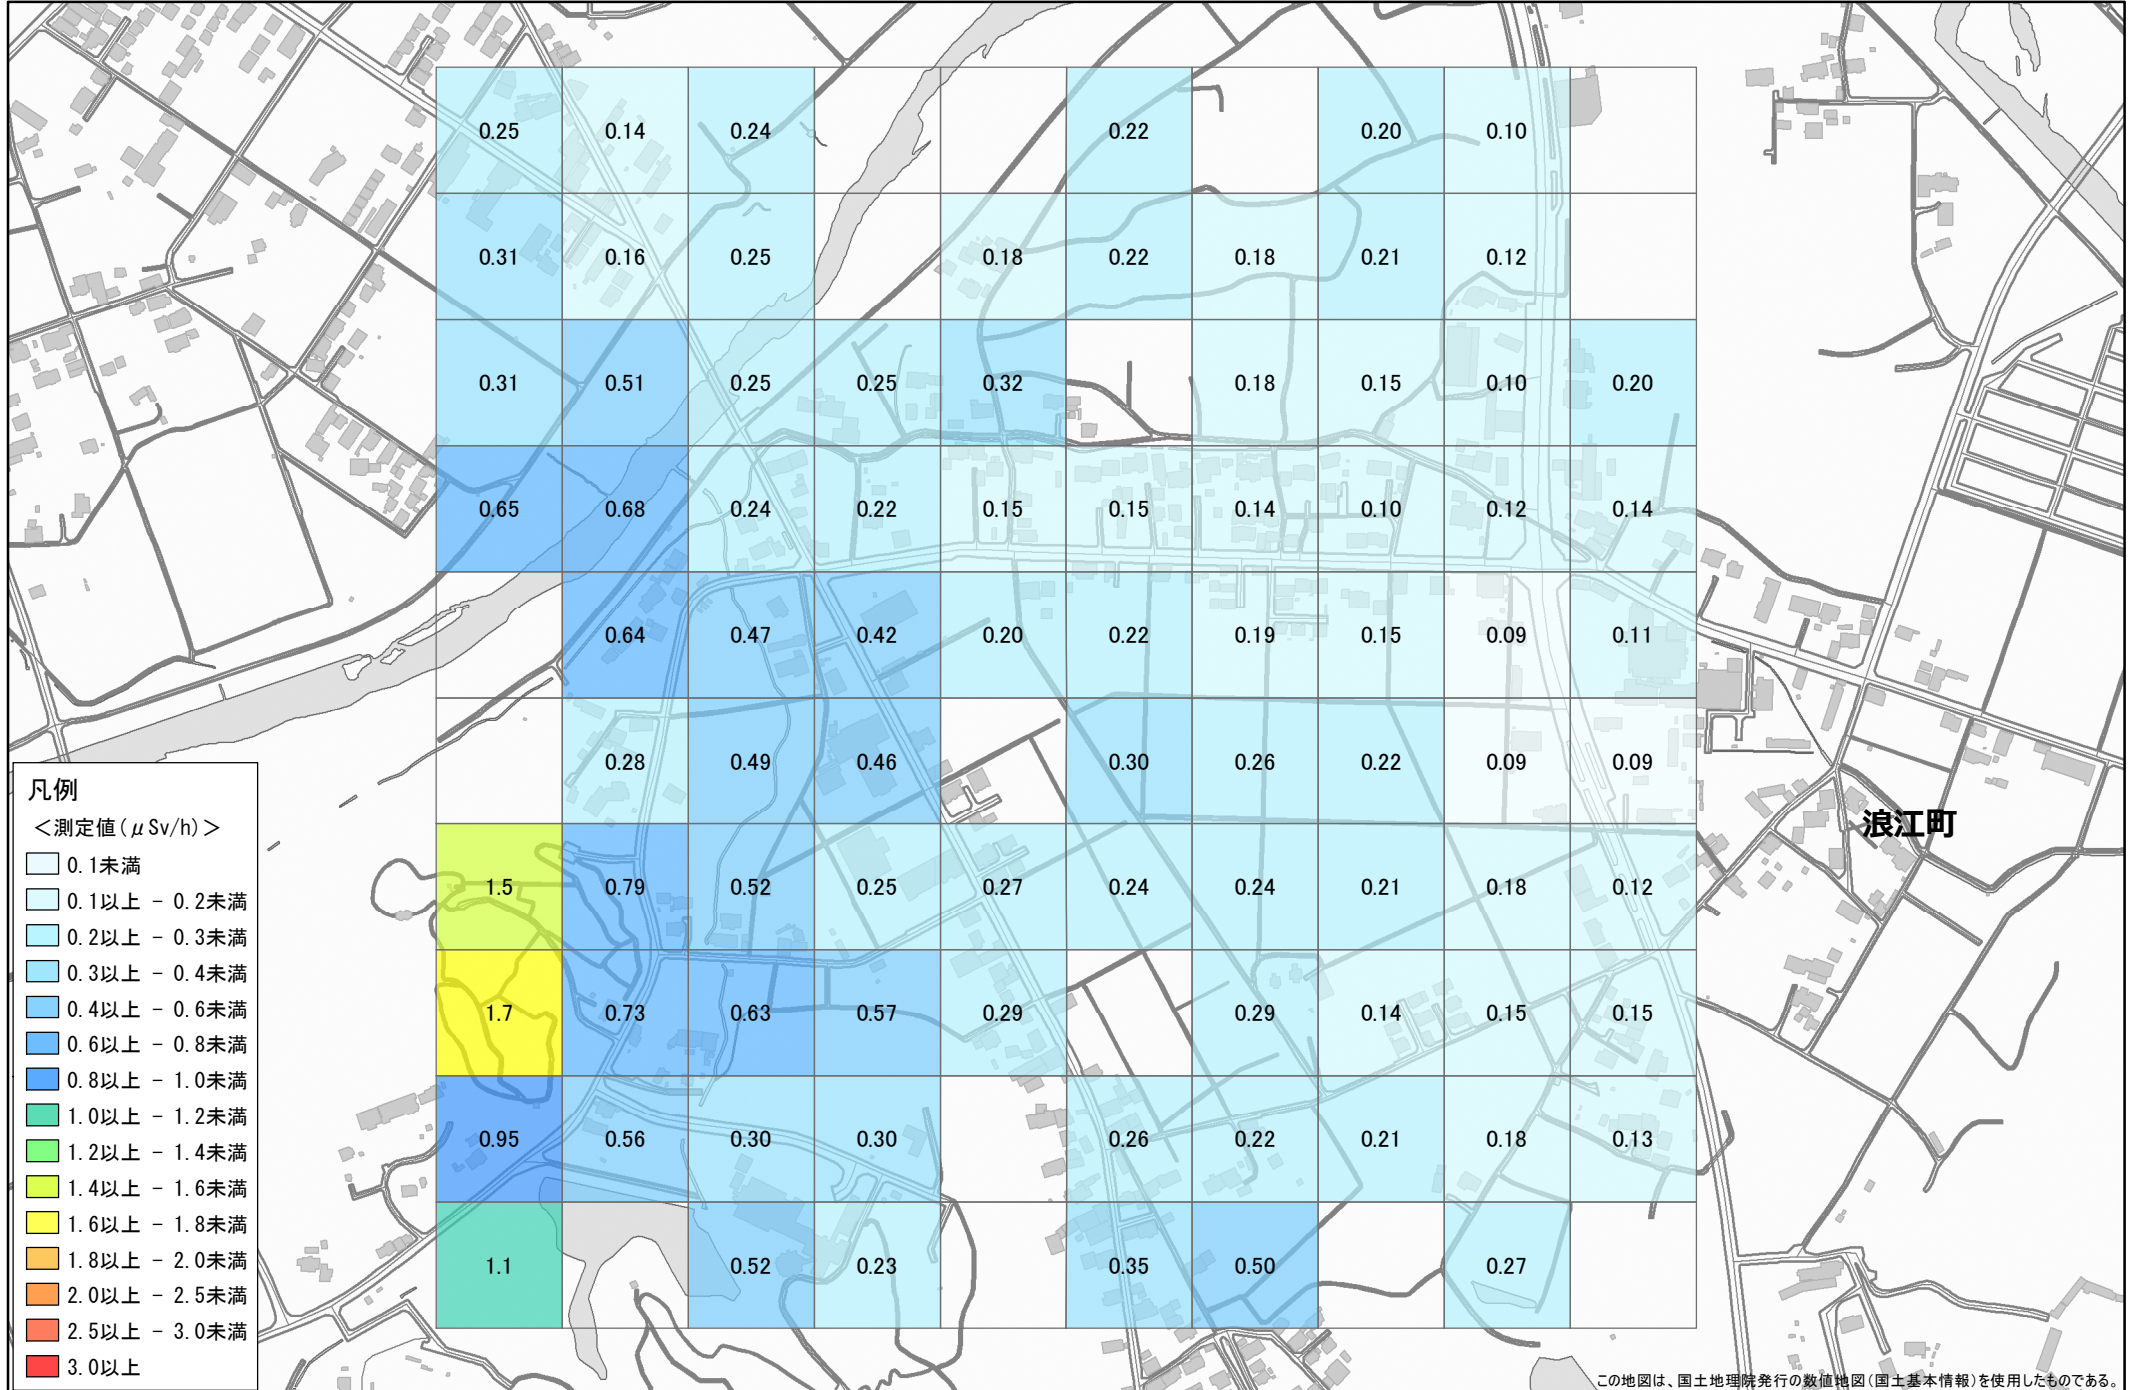 0.25 0.14 0.24 0.22 0.20 0.10
0.31 0.16 0.25 0.18 0.22 0.18 0.21 0.12
0.31 0.51 0.25 0.25 0.32 0.18 0.15 0.10 0.20
0.65 0.68 0.24 0.22 0.15 0.15 0.14 0.10 0.12 0.14
0.64 0.47 0.42 0.20 0.22 0.19 0.15 0.09 0.11
0.28 0.49 0.46 0.30 0.26 0.22 0.09 0.09
1.5 0.79 0.52 0.25 0.27 0.24 0.24 0.21 0.18 0.12
1.7 0.73 0.63 0.57 0.29 0.29 0.14 0.15 0.15
0.95 0.56 0.30 0.30 0.26 0.22 0.21 0.18 0.13
1.1 0.52 0.23 0.35 0.50 0.27
浪江町
凡例
＜測定値(μSv/h)＞
0.1未満
0.1以上 - 0.2未満
0.2以上 - 0.3未満
0.3以上 - 0.4未満
0.4以上 - 0.6未満
0.6以上 - 0.8未満
0.8以上 - 1.0未満
1.0以上 - 1.2未満
1.2以上 - 1.4未満
1.4以上 - 1.6未満
1.6以上 - 1.8未満
1.8以上 - 2.0未満
2.0以上 - 2.5未満
2.5以上 - 3.0未満
3.0以上
この地図は、国土地理院発行の数値地図(国土基本情報)を使用したものである。